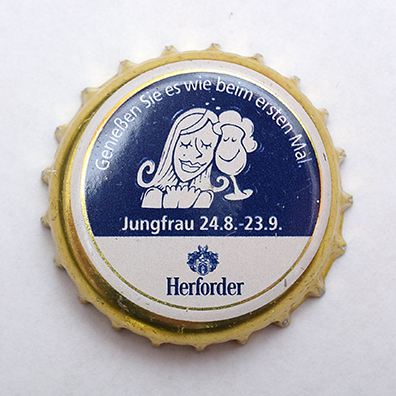 Genießen Sie es wie beim ersten Mal.
Jungfrau 24.8.-23.9.
Herforder